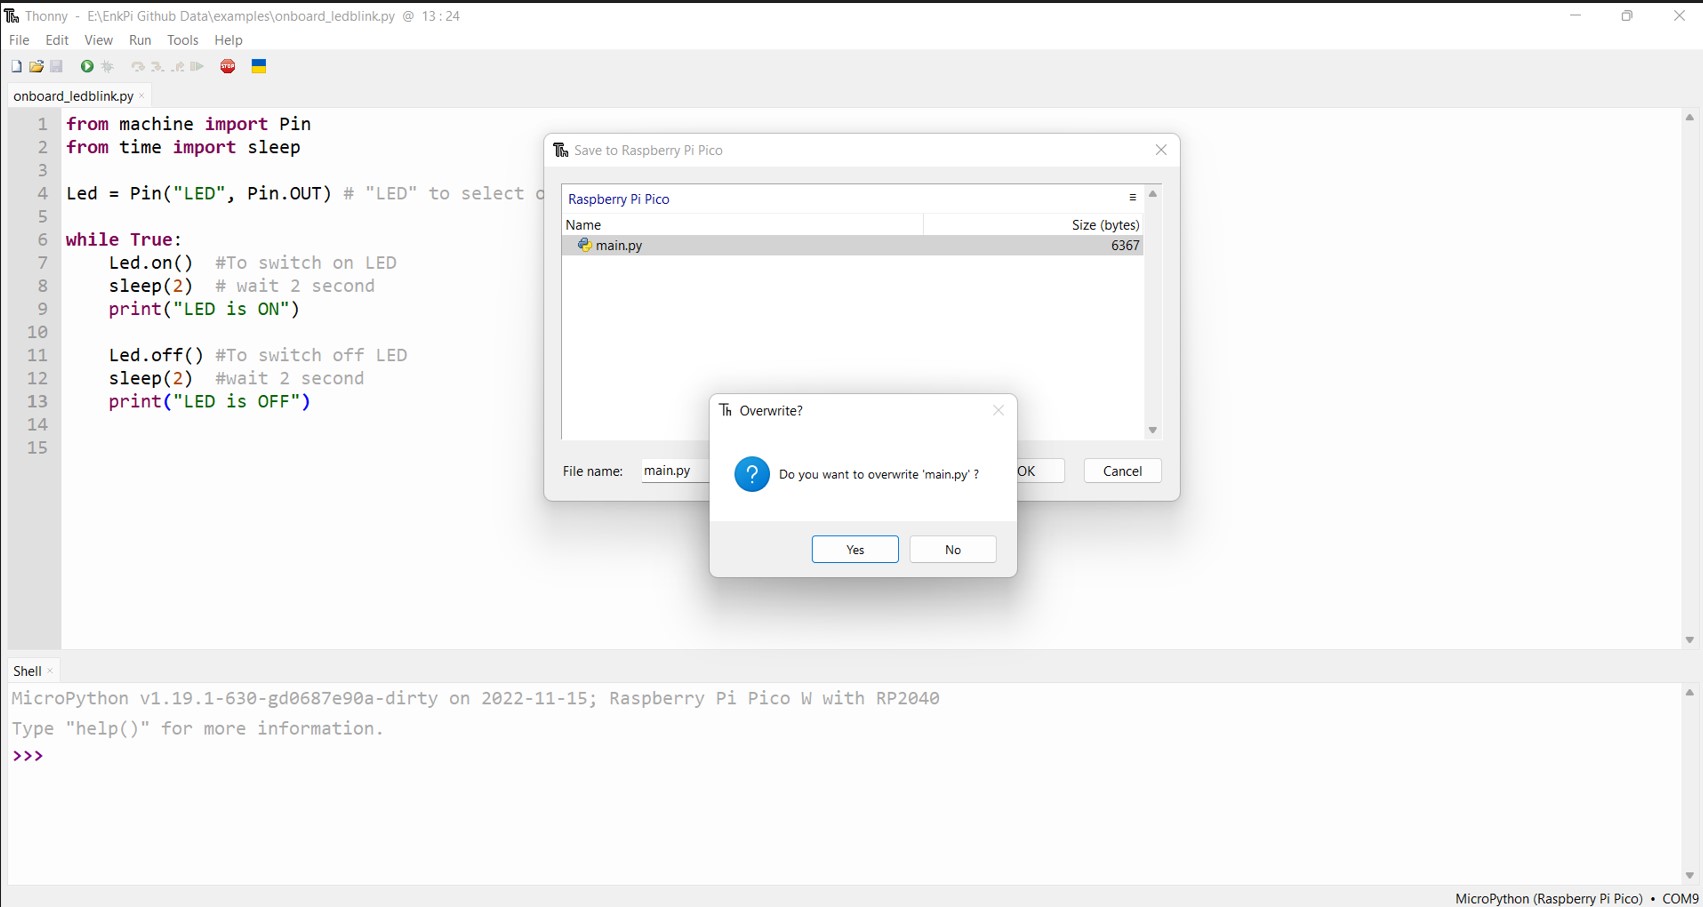 Thonny - E:\EnkPi Github Data\examples\onboard_ledblink.py @ 13 : 24
File Edit View Run Tools Help
STOP
onboard_ledblink.py ×
1 from machine import Pin
2 from time import sleep
3
4 Led = Pin("LED", Pin.OUT) # "LED" to select o
5
6 while True:
7 Led.on() #To switch on LED
8 sleep(2) # wait 2 second
9 print("LED is ON")
10
11 Led.off() #To switch off LED
12 sleep(2) #wait 2 second
13 print("LED is OFF")
14
15
Save to Raspberry Pi Pico
Raspberry Pi Pico
Name Size (bytes)
main.py 6367
File name: main.py OK Cancel
Overwrite?
Do you want to overwrite 'main.py' ?
Yes No
Shell ×
MicroPython v1.19.1-630-gd0687e90a-dirty on 2022-11-15; Raspberry Pi Pico W with RP2040
Type "help()" for more information.
>>>
MicroPython (Raspberry Pi Pico) • COM9